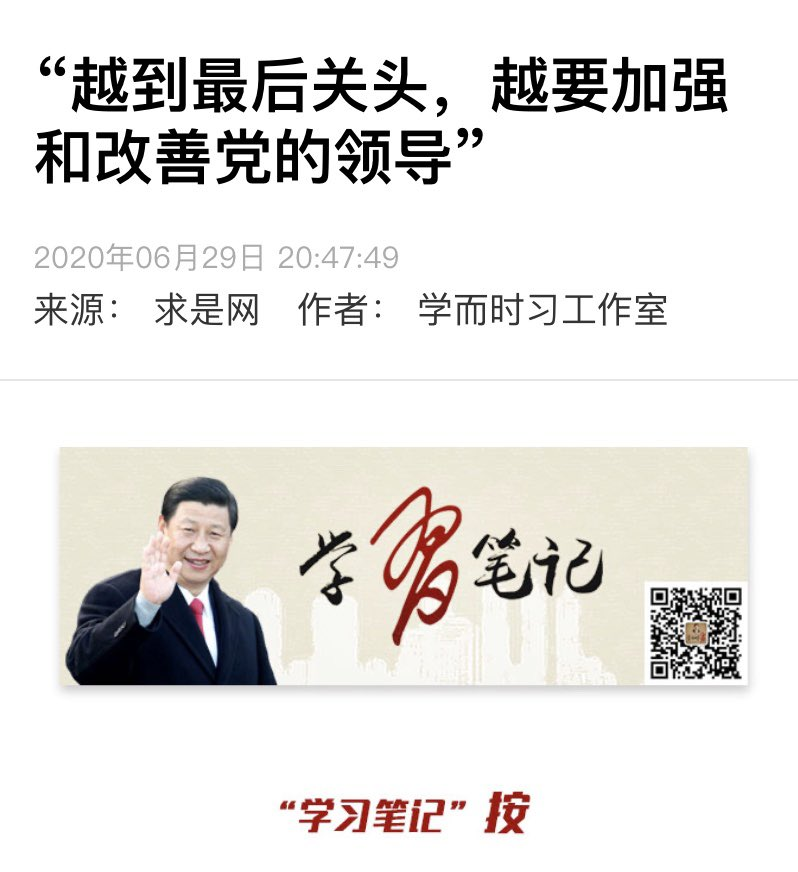 “越到最后关头，越要加强
和改善党的领导”
2020年06月29日 20:47:49
来源： 求是网 作者： 学而时习工作室
学习笔记
“学习笔记”按